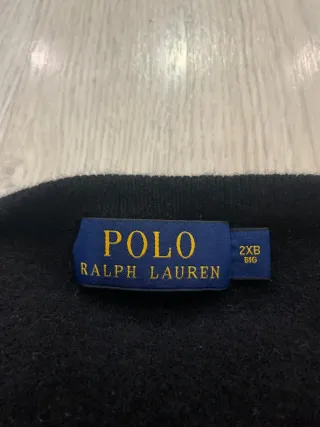 POLO
RALPH LAUREN
2XB
BIG